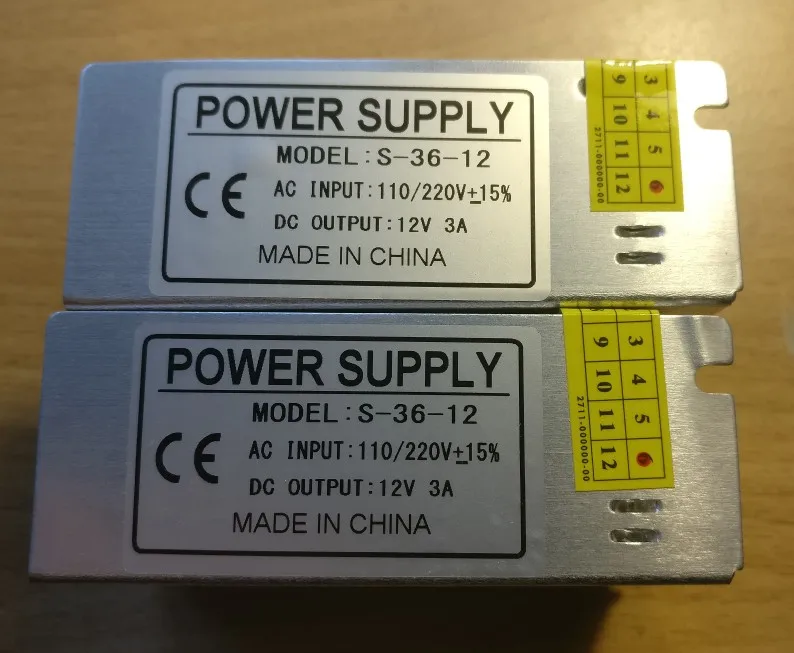 POWER SUPPLY
MODEL:S-36-12
CE
AC INPUT:110/220V±15%
DC OUTPUT:12V 3A
MADE IN CHINA
3 4 5 6
9 10 11 12
2711-000000-00
POWER SUPPLY
MODEL:S-36-12
CE
AC INPUT:110/220V±15%
DC OUTPUT:12V 3A
MADE IN CHINA
3 4 5 6
9 10 11 12
2711-000000-00